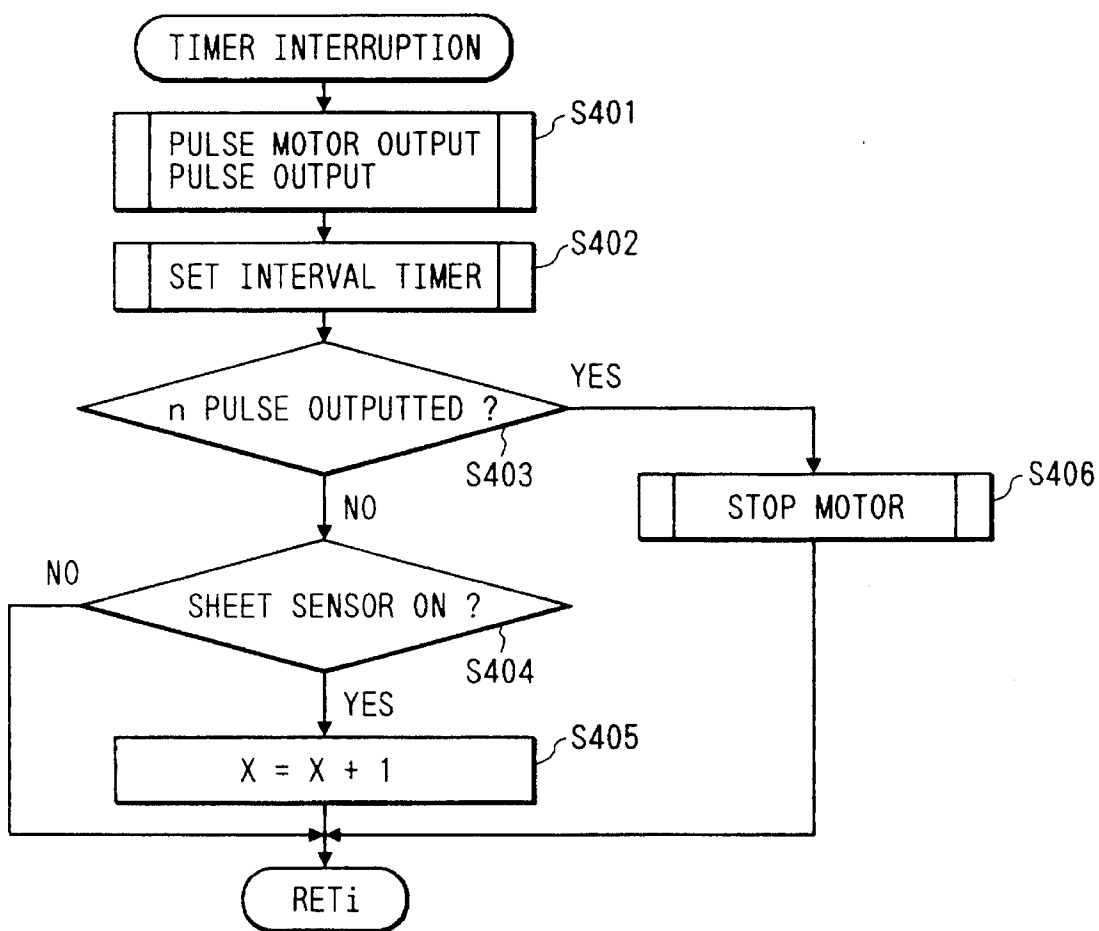 TIMER INTERRUPTION
S401
PULSE MOTOR OUTPUT
PULSE OUTPUT
S402
SET INTERVAL TIMER
YES
n PULSE OUTPUTTED ?
S403
S406
STOP MOTOR
NO
NO
SHEET SENSOR ON ?
S404
YES
S405
X = X + 1
RETi